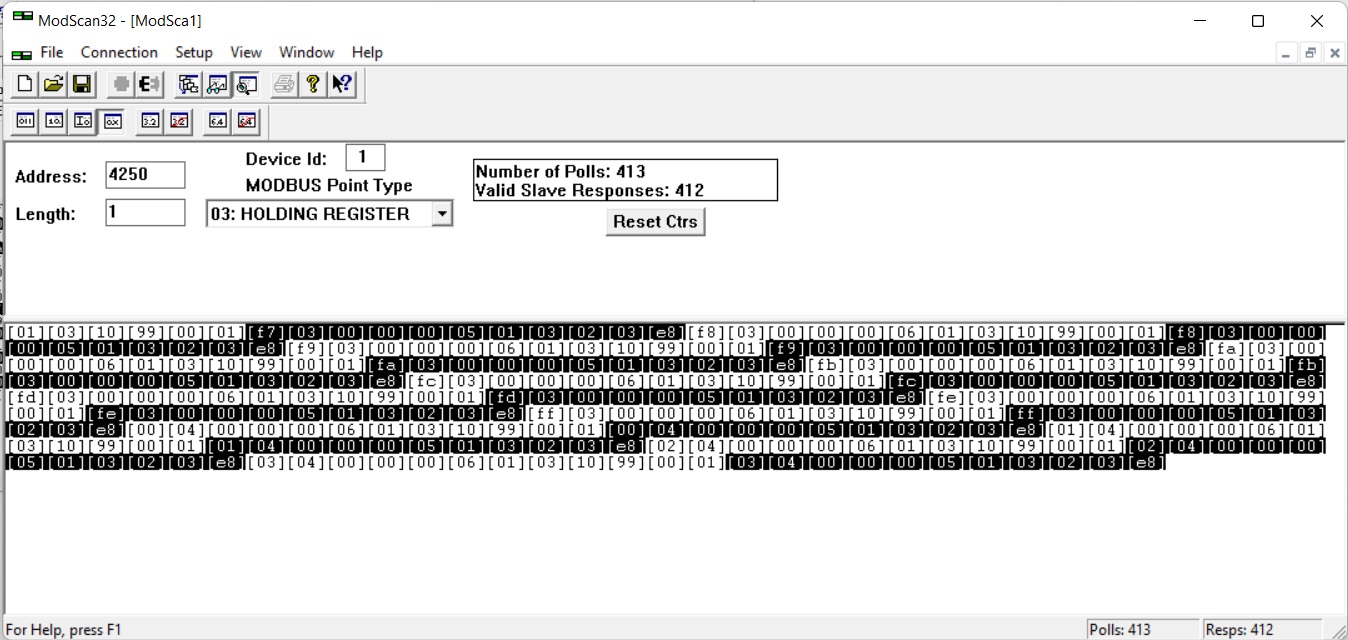 ModScan32 - [ModSca1]
File Connection Setup View Window Help
Address: 4250
Device Id: 1
MODBUS Point Type
Length: 1
03: HOLDING REGISTER
Number of Polls: 413
Valid Slave Responses: 412
Reset Ctrs
[01][03][10][99][00][01][f7][03][00][00][00][05][01][03][02][03][e8][f8][03][00][00][00][06][01][03][10][99][00][01][f8][03][00][00]
[00][05][01][03][02][03][e8][f9][03][00][00][00][06][01][03][10][99][00][01][f9][03][00][00][00][05][01][03][02][03][e8][fa][03][00]
[00][00][06][01][03][10][99][00][01][fa][03][00][00][00][05][01][03][02][03][e8][fb][03][00][00][00][06][01][03][10][99][00][01][fb]
[03][00][00][00][05][01][03][02][03][e8][fc][03][00][00][00][06][01][03][10][99][00][01][fc][03][00][00][00][05][01][03][02][03][e8]
[fd][03][00][00][00][06][01][03][10][99][00][01][fd][03][00][00][00][05][01][03][02][03][e8][fe][03][00][00][00][06][01][03][10][99]
[00][01][fe][03][00][00][00][05][01][03][02][03][e8][ff][03][00][00][00][06][01][03][10][99][00][01][ff][03][00][00][00][05][01][03]
[02][03][e8][00][04][00][00][00][06][01][03][10][99][00][01][00][04][00][00][00][05][01][03][02][03][e8][01][04][00][00][00][06][01]
[03][10][99][00][01][01][04][00][00][00][05][01][03][02][03][e8][02][04][00][00][00][06][01][03][10][99][00][01][02][04][00][00][00]
[05][01][03][02][03][e8][03][04][00][00][00][06][01][03][10][99][00][01][03][04][00][00][00][05][01][03][02][03][e8]
For Help, press F1
Polls: 413
Resps: 412